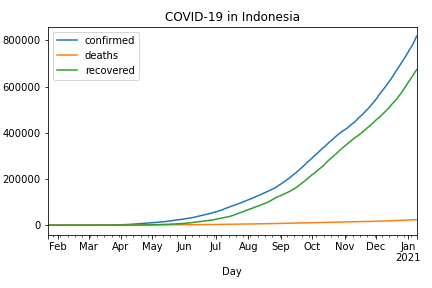 COVID-19 in Indonesia
confirmed
deaths
recovered
800000
600000
400000
200000
0
Feb Mar Apr May Jun Jul Aug Sep Oct Nov Dec Jan
2021
Day